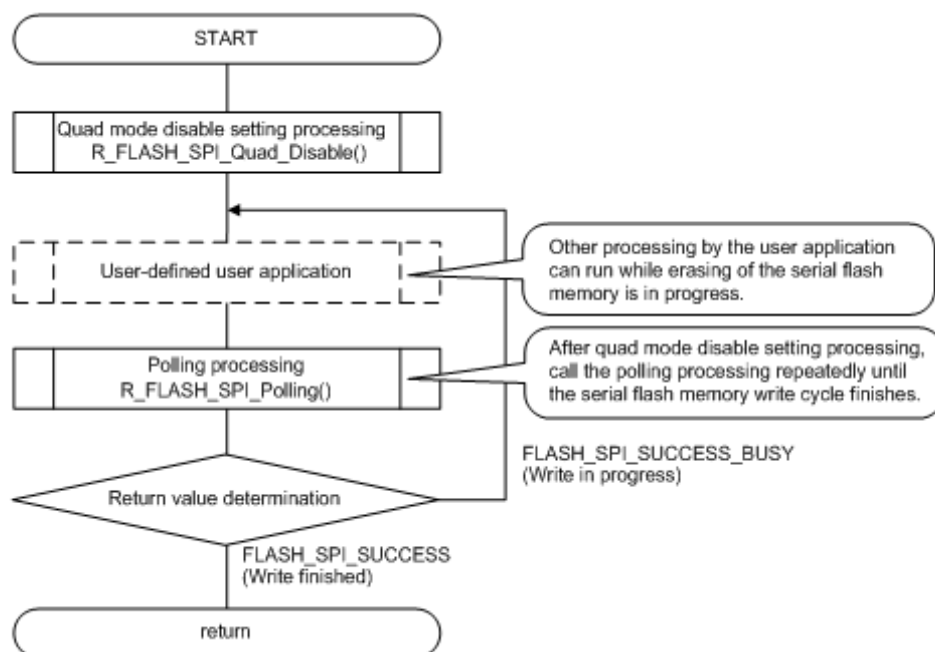 START
Quad mode disable setting processing
R_FLASH_SPI_Quad_Disable()
User-defined user application
Other processing by the user application
can run while erasing of the serial flash
memory is in progress.
Polling processing
R_FLASH_SPI_Polling()
After quad mode disable setting processing,
call the polling processing repeatedly until
the serial flash memory write cycle finishes.
FLASH_SPI_SUCCESS_BUSY
(Write in progress)
Return value determination
FLASH_SPI_SUCCESS
(Write finished)
return